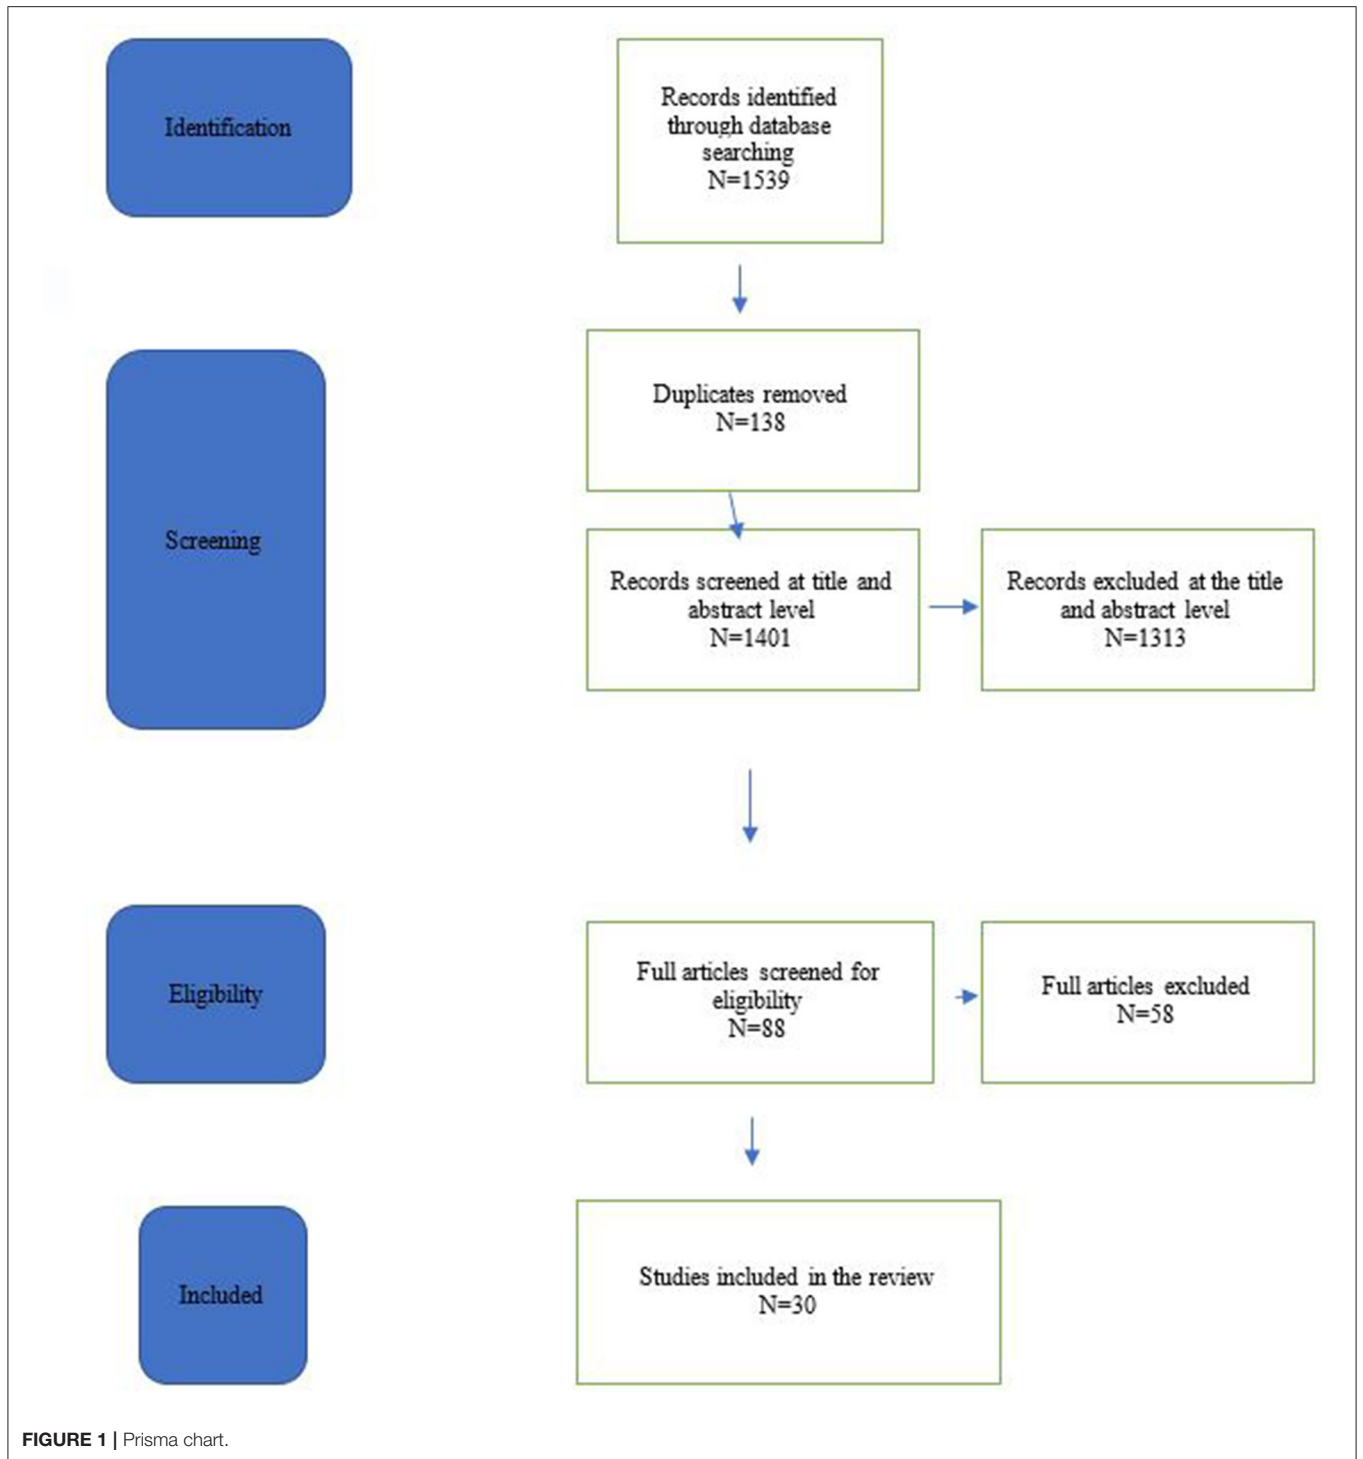 Identification
Records identified
through database
searching
N=1539
Duplicates removed
N=138
Screening
Records screened at title and
abstract level
N=1401
Records excluded at the title
and abstract level
N=1313
Eligibility
Full articles screened for
eligibility
N=88
Full articles excluded
N=58
Included
Studies included in the review
N=30
FIGURE 1 | Prisma chart.